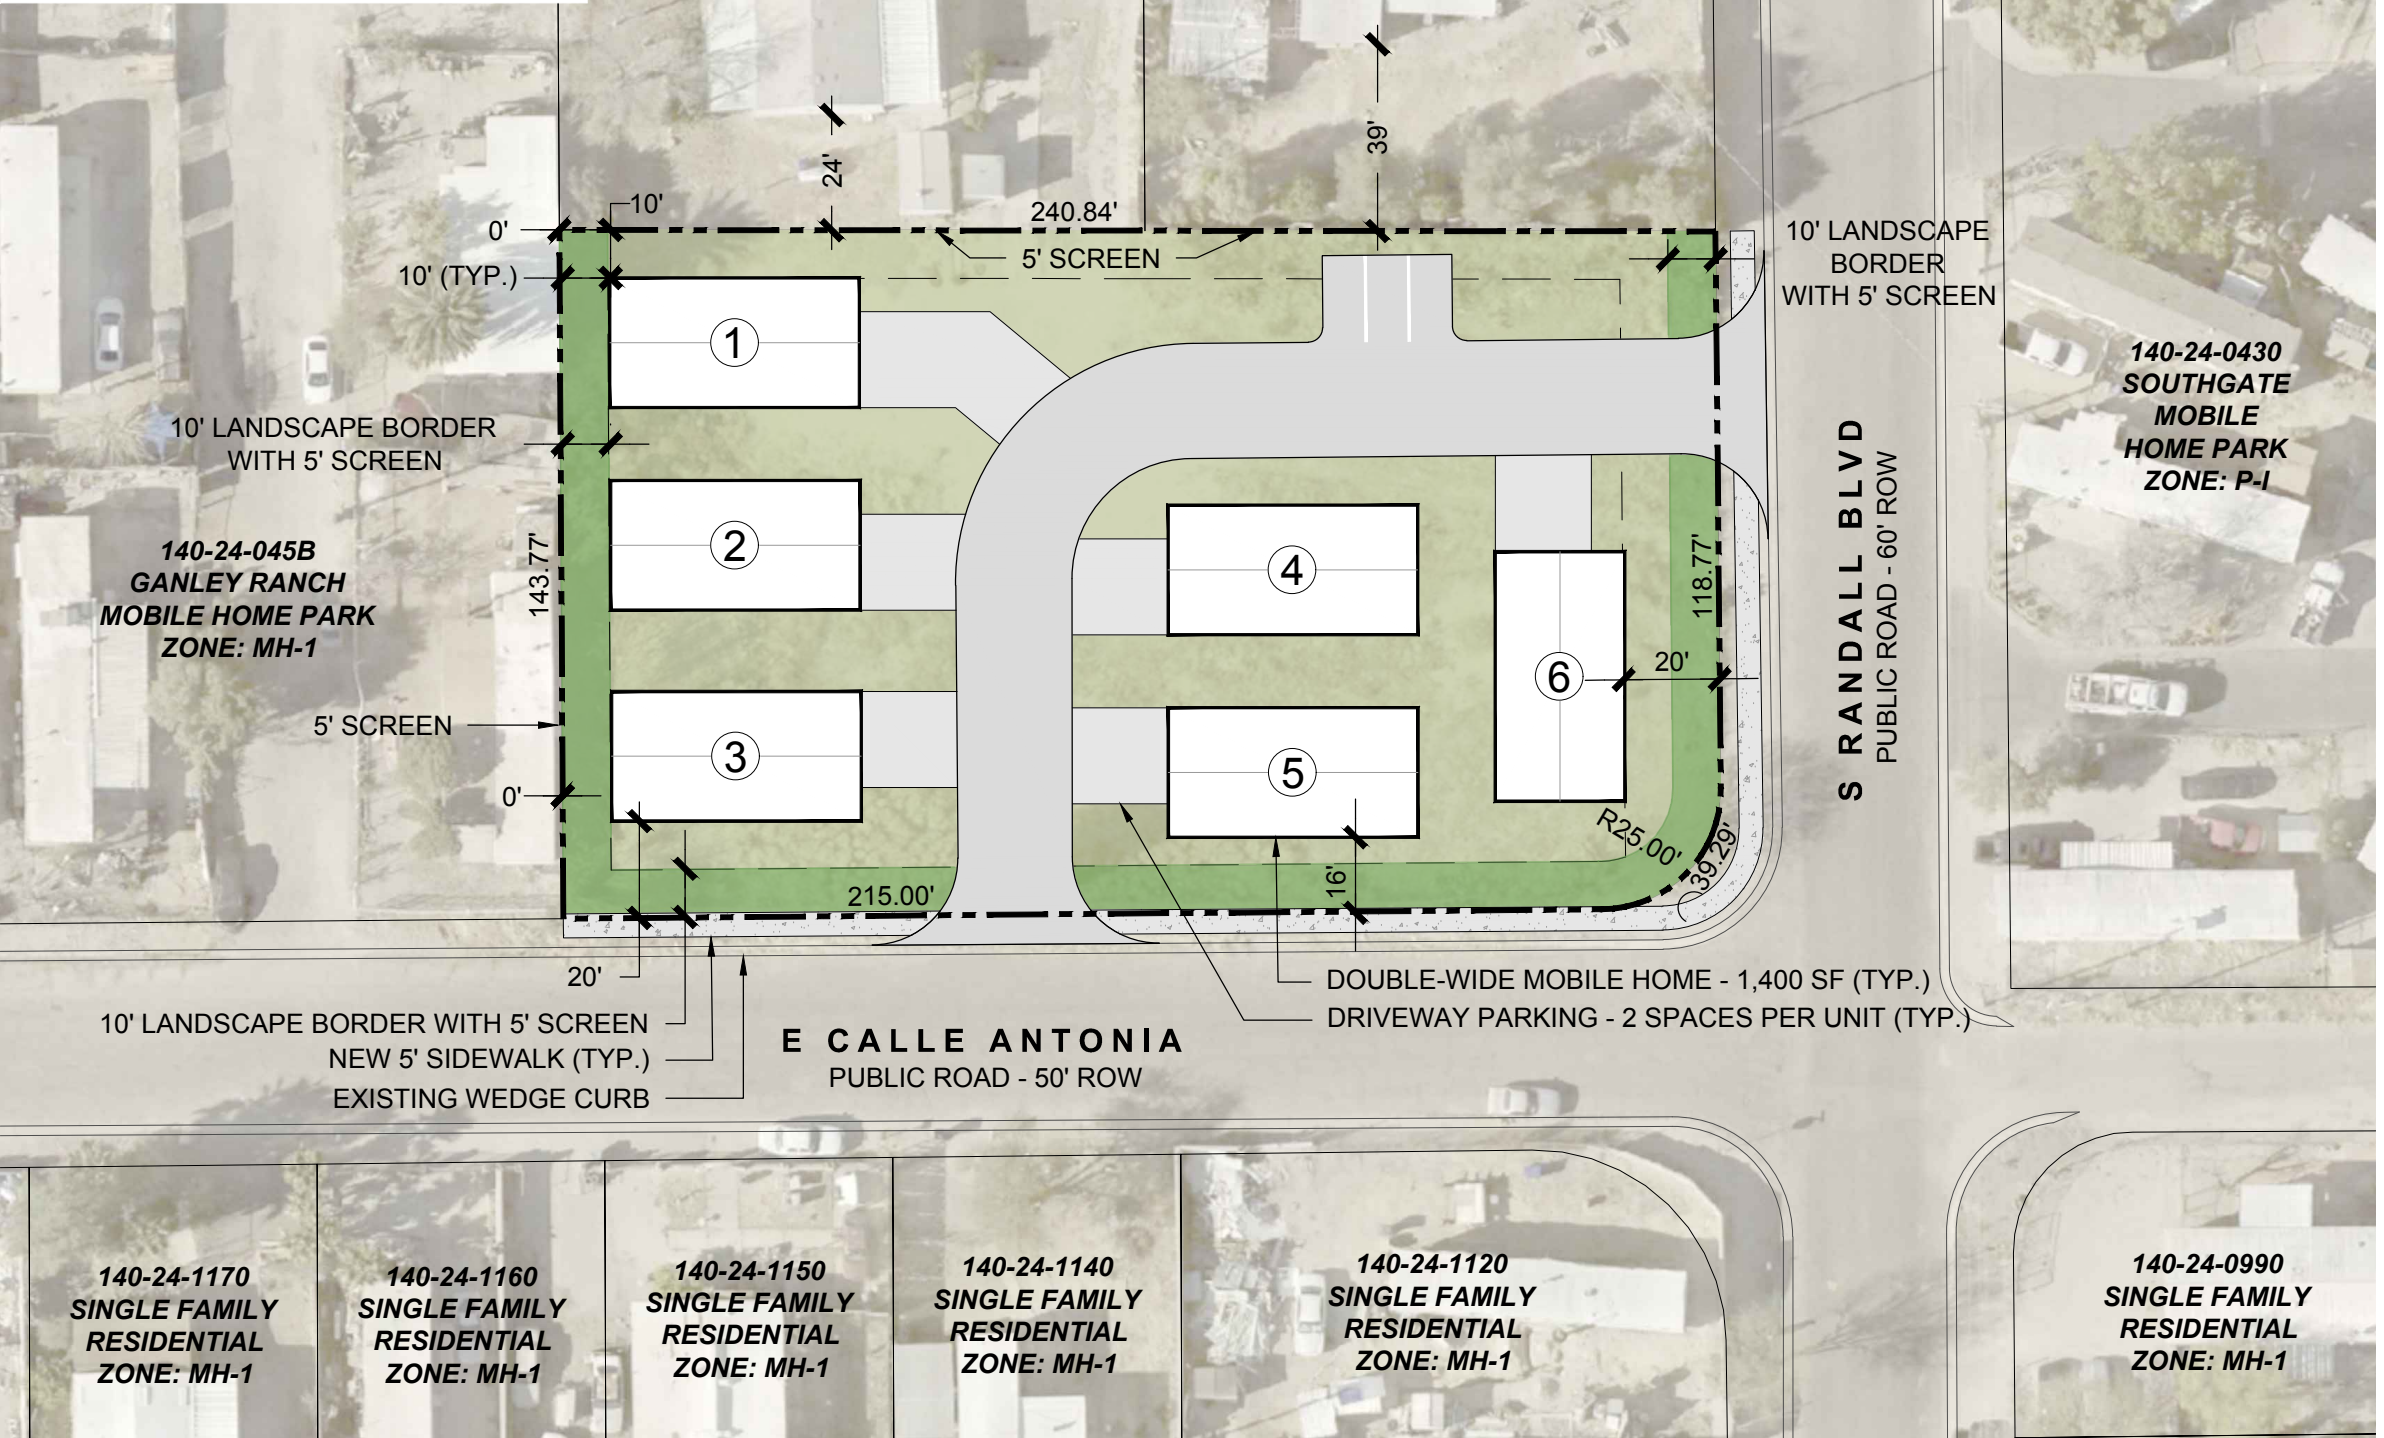 39'
24'
10'
240.84'
0'
5' SCREEN
10' (TYP.)
10' LANDSCAPE
BORDER
WITH 5' SCREEN
1
140-24-0430
SOUTHGATE
MOBILE
HOME PARK
ZONE: P-I
10' LANDSCAPE BORDER
WITH 5' SCREEN
2
4
140-24-045B
GANLEY RANCH
MOBILE HOME PARK
ZONE: MH-1
143.77'
118.77'
S RANDALL BLVD
PUBLIC ROAD - 60' ROW
6
20'
5' SCREEN
3
5
0'
R25.00'
39.29'
215.00'
16'
20'
DOUBLE-WIDE MOBILE HOME - 1,400 SF (TYP.)
DRIVEWAY PARKING - 2 SPACES PER UNIT (TYP.)
10' LANDSCAPE BORDER WITH 5' SCREEN
NEW 5' SIDEWALK (TYP.)
EXISTING WEDGE CURB
E CALLE ANTONIA
PUBLIC ROAD - 50' ROW
140-24-1170
SINGLE FAMILY
RESIDENTIAL
ZONE: MH-1
140-24-1160
SINGLE FAMILY
RESIDENTIAL
ZONE: MH-1
140-24-1150
SINGLE FAMILY
RESIDENTIAL
ZONE: MH-1
140-24-1140
SINGLE FAMILY
RESIDENTIAL
ZONE: MH-1
140-24-1120
SINGLE FAMILY
RESIDENTIAL
ZONE: MH-1
140-24-0990
SINGLE FAMILY
RESIDENTIAL
ZONE: MH-1